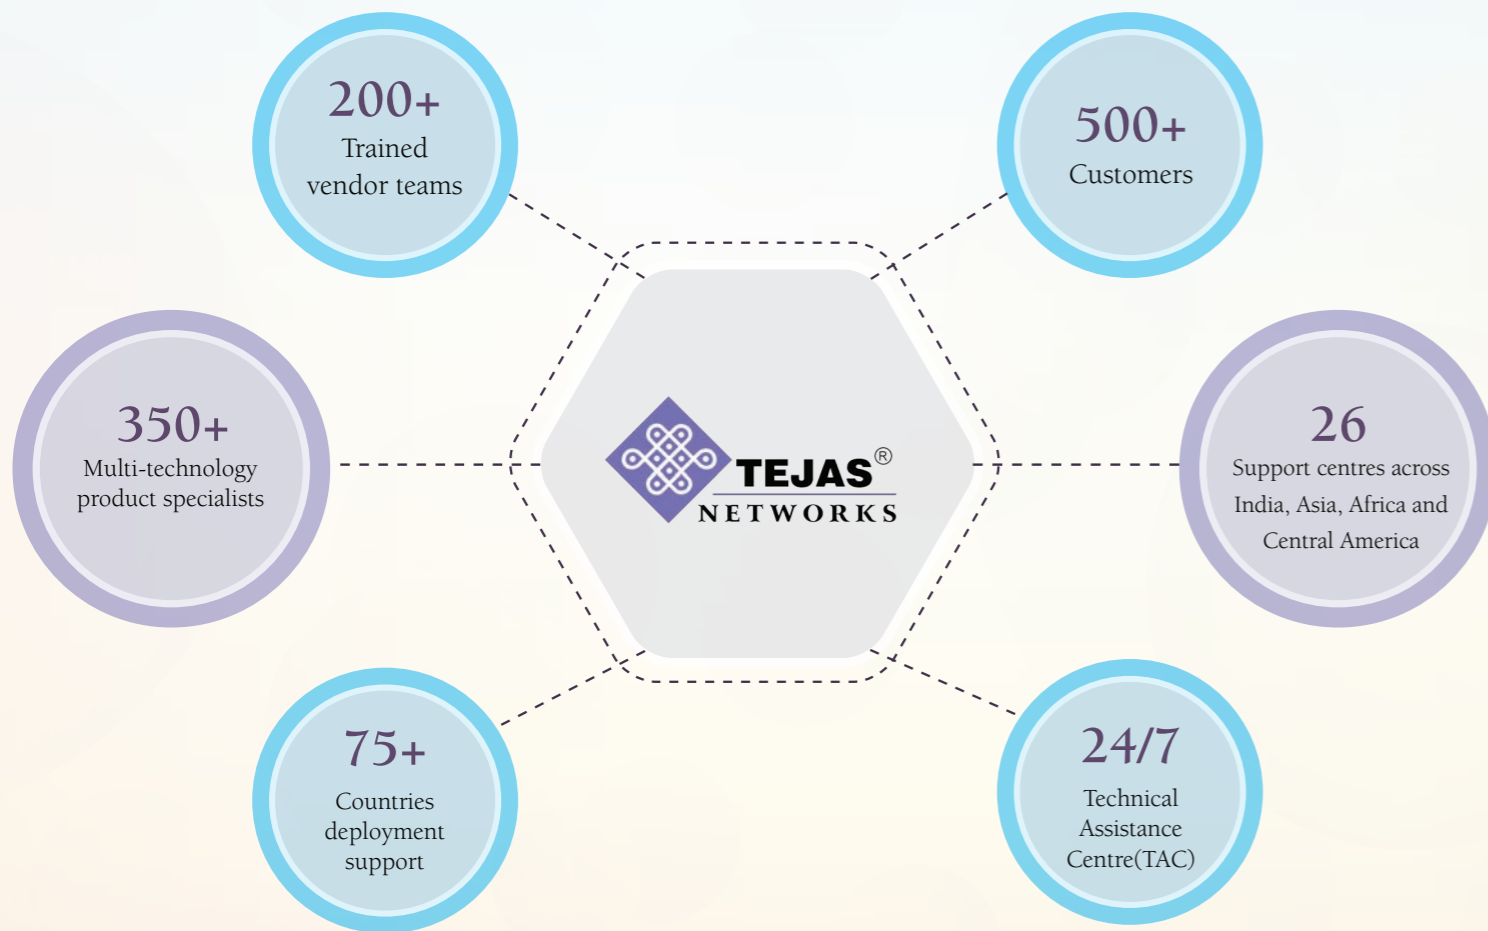 200+
Trained
vendor teams
500+
Customers
350+
Multi-technology
product specialists
TEJAS®
NETWORKS
26
Support centres across
India, Asia, Africa and
Central America
75+
Countries
deployment
support
24/7
Technical
Assistance
Centre(TAC)